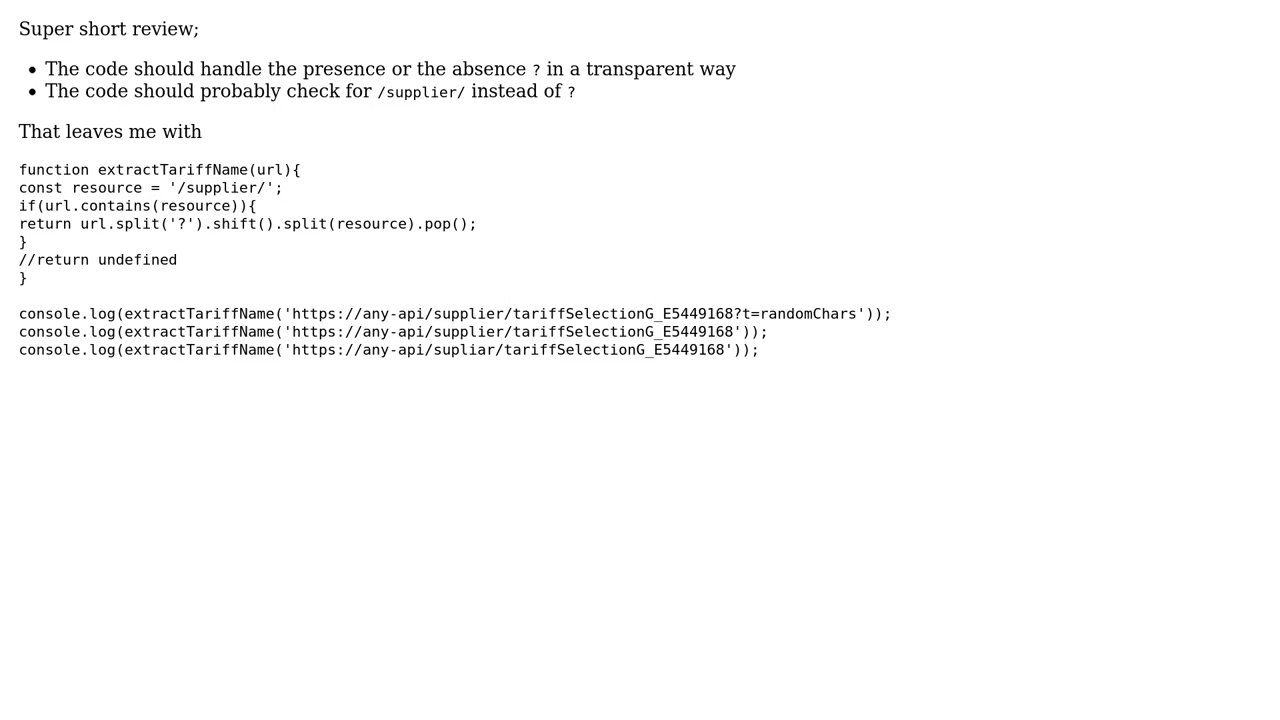 Super short review;
• The code should handle the presence or the absence ? in a transparent way
• The code should probably check for /supplier/ instead of ?
That leaves me with
function extractTariffName(url){
const resource = '/supplier/';
if(url.contains(resource)){
return url.split('?').shift().split(resource).pop();
}
//return undefined
}
console.log(extractTariffName('https://any-api/supplier/tariffSelectionG_E5449168?t=randomChars'));
console.log(extractTariffName('https://any-api/supplier/tariffSelectionG_E5449168'));
console.log(extractTariffName('https://any-api/supliar/tariffSelectionG_E5449168'));